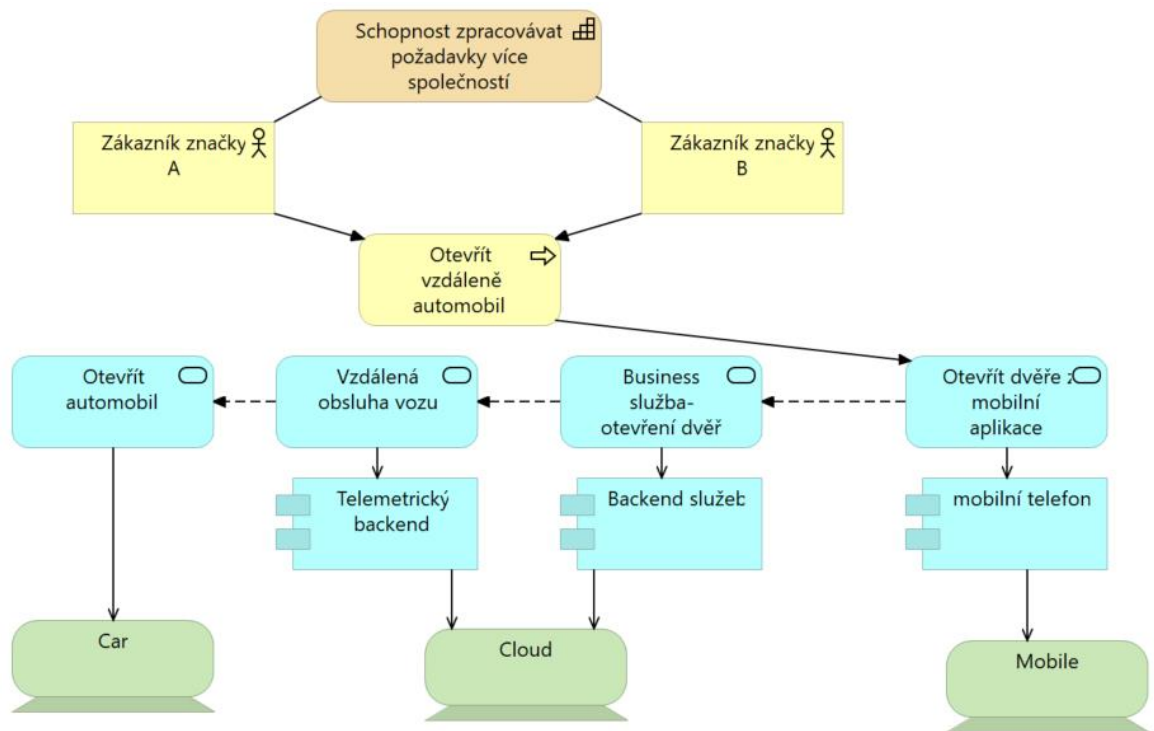 Schopnost zpracovávat
požadavky více
společností
Zákazník značky
A
Zákazník značky
B
Otevřít
vzdáleně
automobil
Otevřít
automobil
Vzdálená
obsluha vozu
Business
služba-
otevření dvěř
Otevřít dvěře z
mobilní
aplikace
Telemetrický
backend
Backend služeb
mobilní telefon
Car
Cloud
Mobile